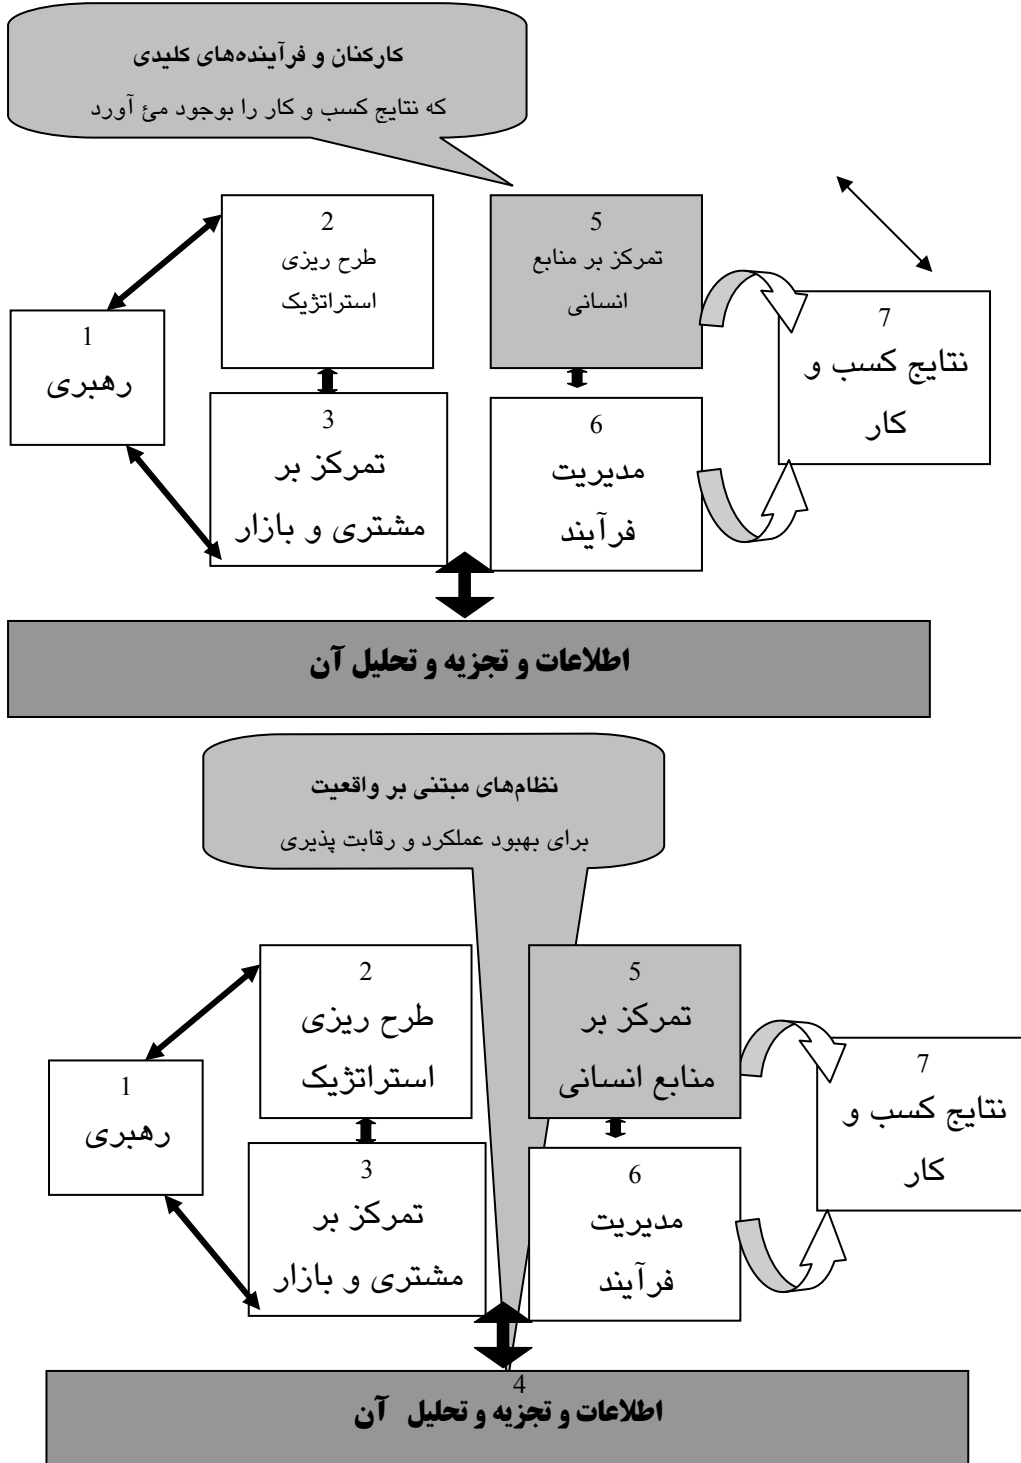 کارکنان و فرآیندهای کلیدی
که نتایج کسب و کار را بوجود مئ آورد
1
رهبری
2
طرح ریزی
استراتژیک
3
تمرکز بر
مشتری و بازار
5
تمرکز بر منابع
انسانی
6
مدیریت
فرآیند
7
نتایج کسب و
کار
اطلاعات و تجزیه و تحلیل آن
نظام‌های مبتنی بر واقعیت
برای بهبود عملکرد و رقابت پذیری
1
رهبری
2
طرح ریزی
استراتژیک
3
تمرکز بر
مشتری و بازار
5
تمرکز بر
منابع انسانی
6
مدیریت
فرآیند
7
نتایج کسب و
کار
4
اطلاعات و تجزیه و تحلیل آن